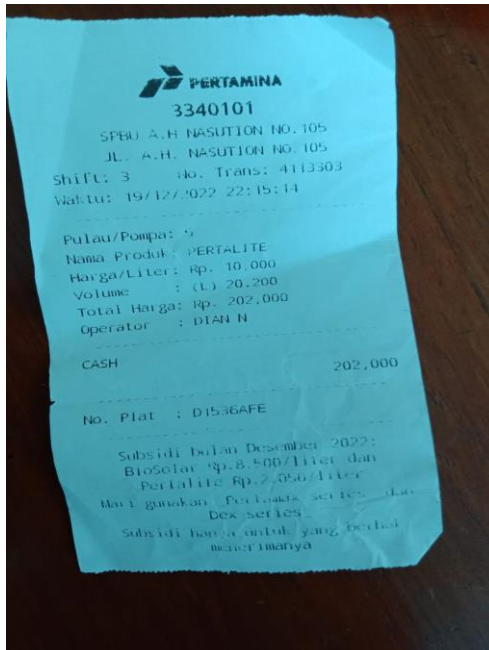 PERTAMINA
3340101
SPBU A.H NASUTION NO.105
JL. A.H. NASUTION NO.105
Shift: 3 No. Trans: 4113303
Waktu: 19/12/2022 22:15:14
Pulau/Pompa:
Nama Produk: PERTALITE
Harga/Liter: Rp. 10,000
Volume : (L) 20.200
Total Harga: Rp. 202,000
Operator : DIAN N
CASH 202,000
No. Plat : D1536AFE
Subsidi bulan Desember 2022:
BioSolar Rp.8.500/liter dan
Pertalite Rp.2.056/liter
Mari gunakan Pertamax series dan
Dex series
Subsidi hanya untuk yang berhak
menerimanya